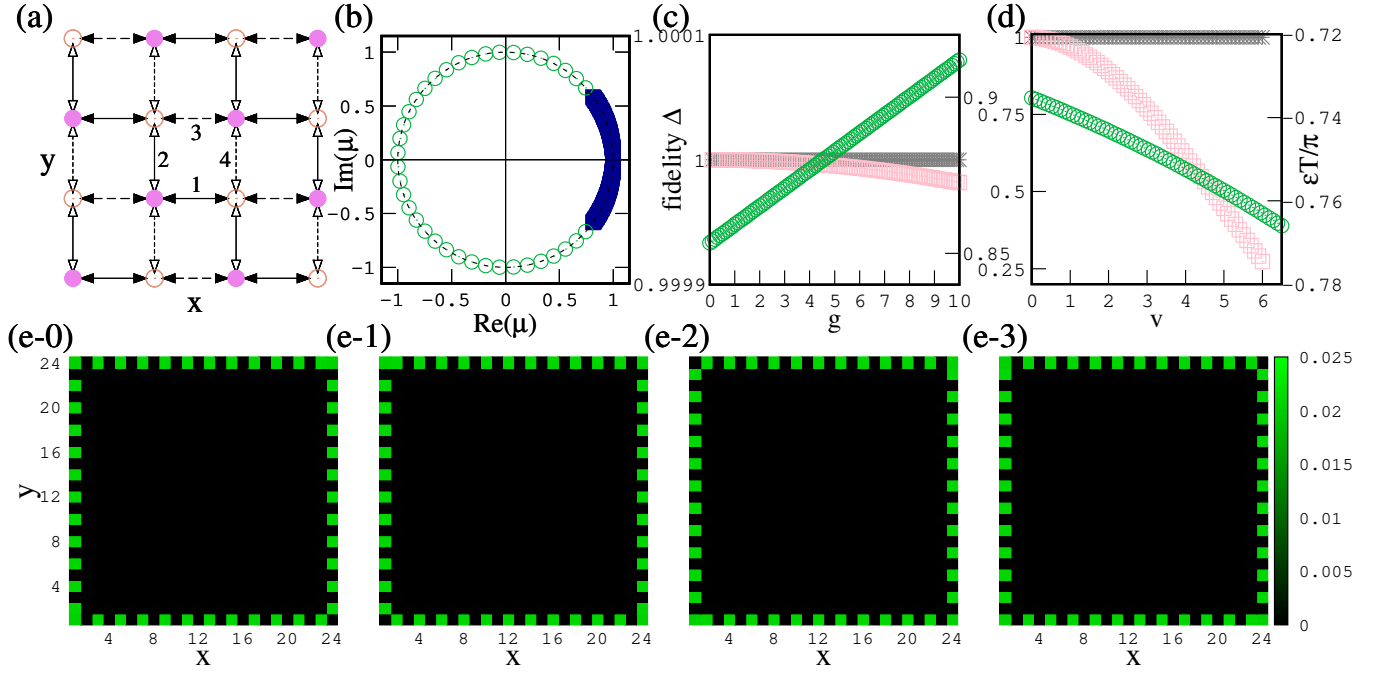 (a)
3
y
2
4
1
x
(b)
1
0.5
0
−0.5
−1
Im(μ)
−1 −0.5 0 0.5 1
Re(μ)
(c)
1.0001
1
0.9999
fidelity Δ
0 1 2 3 4 5 6 7 8 9 10
g
0.9
0.85
(d)
1
0.75
0.5
0.25
0 1 2 3 4 5 6
v
−0.72
−0.74
−0.76
−0.78
εT/π
(e-0)
24
20
16
12
8
4
y
4 8 12 16 20 24
x
(e-1)
4 8 12 16 20 24
x
(e-2)
4 8 12 16 20 24
x
(e-3)
4 8 12 16 20 24
x
0.025
0.02
0.015
0.01
0.005
0